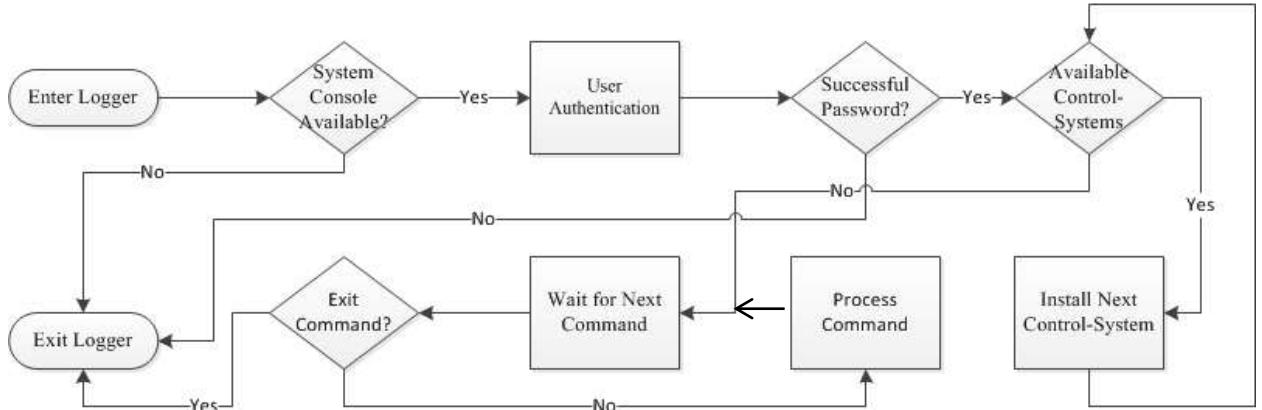 Enter Logger
System
Console
Available?
Yes
User
Authentication
Successful
Password?
Yes
Available
Control-
Systems
No
No
Yes
No
Exit Logger
Exit
Command?
Wait for Next
Command
Process
Command
Install Next
Control-System
Yes
No